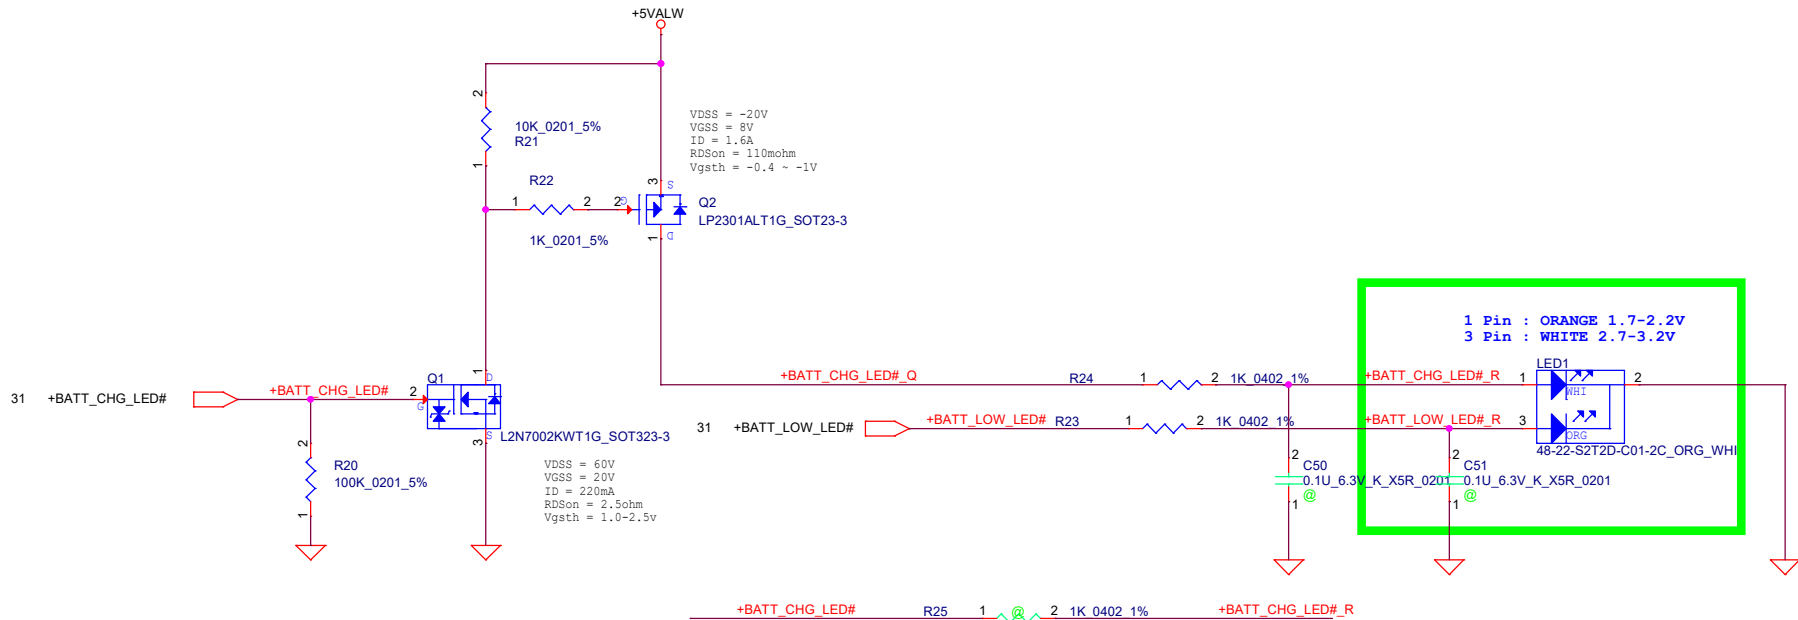 +5VALW
2
10K_0201_5%
R21
1
VDSS = -20V
VGSS = 8V
ID = 1.6A
RDSon = 110mohm
Vgsth = -0.4 ~ -1V
R22
1
2
2
G
3
S
Q2
LP2301ALT1G_SOT23-3
1K_0201_5%
1
D
1 Pin : ORANGE 1.7-2.2V
3 Pin : WHITE 2.7-3.2V
LED1
31
+BATT_CHG_LED#
+BATT_CHG_LED#
2
G
Q1
1
D
3
S
L2N7002KWT1G_SOT323-3
+BATT_CHG_LED#_Q
R24
1
2
1K_0402_1%
+BATT_CHG_LED#_R
1
WHI
2
31
+BATT_LOW_LED#
+BATT_LOW_LED#
R23
1
2
1K_0402_1%
+BATT_LOW_LED#_R
3
ORG
48-22-S2T2D-C01-2C_ORG_WHI
2
R20
100K_0201_5%
1
VDSS = 60V
VGSS = 20V
ID = 220mA
RDSon = 2.5ohm
Vgsth = 1.0-2.5v
2
C50
0.1U_6.3V_K_X5R_0201
@
1
2
C51
0.1U_6.3V_K_X5R_0201
@
1
+BATT_CHG_LED#
R25
1
@
2
1K_0402_1%
+BATT_CHG_LED#_R